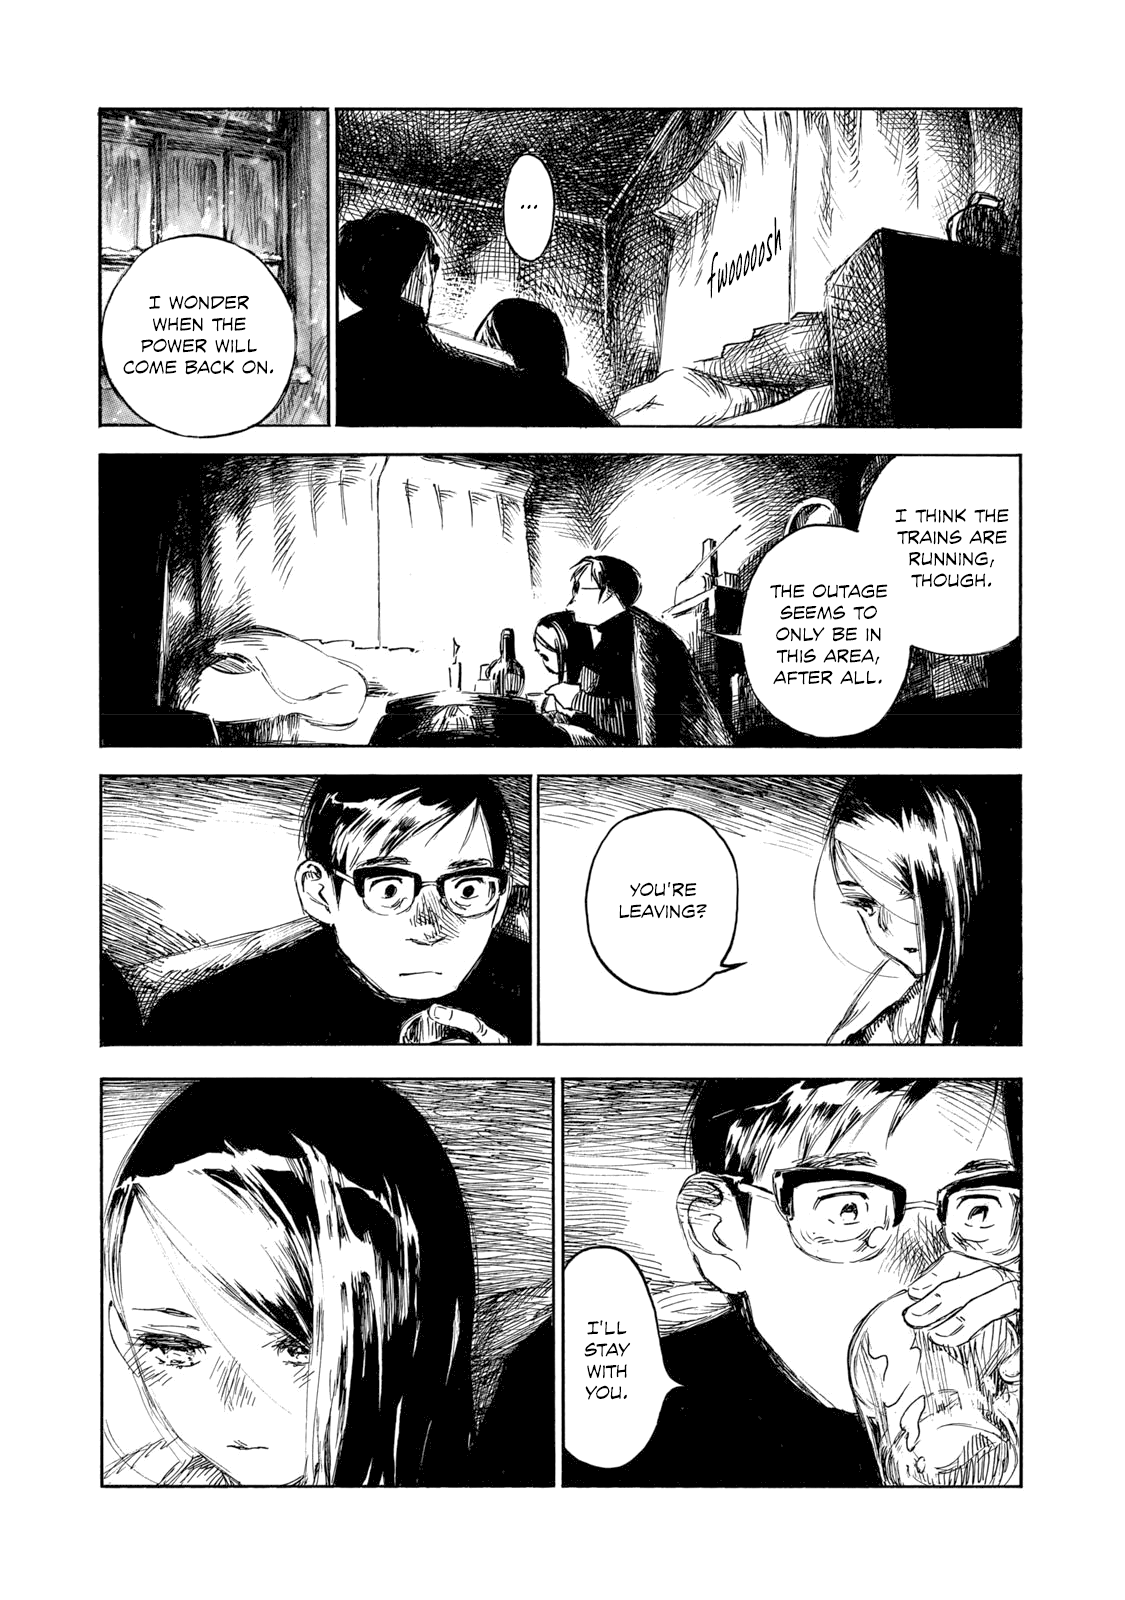 fwooooosh
...
I WONDER
WHEN THE
POWER WILL
COME BACK ON.
I THINK THE
TRAINS ARE
RUNNING,
THOUGH.
THE OUTAGE
SEEMS TO
ONLY BE IN
THIS AREA,
AFTER ALL.
YOU'RE
LEAVING?
I'LL
STAY
WITH
YOU.